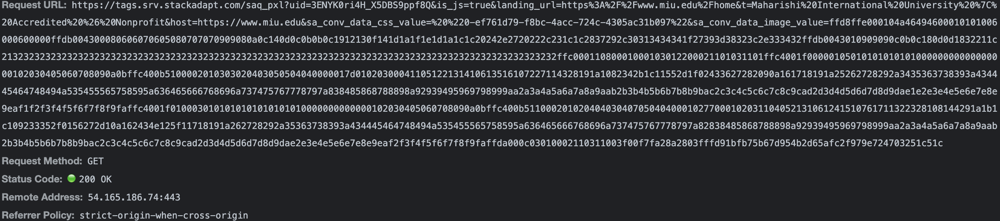 Request URL: https://tags.srv.stackadapt.com/saq_pxl?uid=3ENYK0ri4H_X5DBS9ppf8Q&is_js=true&landing_url=https%3A%2F%2Fwww.miu.edu%2Fhome&t=Maharishi%20International%20University%20%7C%
20Accredited%20%26%20Nonprofit&host=https://www.miu.edu&sa_conv_data_css_value=%20%220-ef761d79-f8bc-4acc-724c-4305ac31b097%22&sa_conv_data_image_value=ffd8ffe000104a46494600010101006
000600000ffdb004300080606070605080707070909080a0c140d0c0b0b0c1912130f141d1a1f1e1d1a1c1c20242e2720222c231c1c2837292c30313434341f27393d38323c2e333432ffdb0043010909090c0b0c180d0d1832211c
213232323232323232323232323232323232323232323232323232323232323232323232323232323232323232323232323232ffc00011080001000103012200021101031101ffc4001f0000010501010101010100000000000000
00102030405060708090a0bffc400b5100002010303020403050504040000017d01020300041105122131410613516107227114328191a1082342b1c11552d1f02433627282090a161718191a25262728292a3435363738393a4344
45464748494a535455565758595a636465666768696a737475767778797a838485868788898a92939495969798999aa2a3a4a5a6a7a8a9aab2b3b4b5b6b7b8b9bac2c3c4c5c6c7c8c9cad2d3d4d5d6d7d8d9dae1e2e3e4e5e6e7e8e
9eaf1f2f3f4f5f6f7f8f9faffc4001f0100030101010101010101010000000000000102030405060708090a0bffc400b51100020102040403040705040400010277000102031104052131061241510761711322328108144291a1b1
c109233352f0156272d10a162434e125f11718191a262728292a35363738393a434445464748494a535455565758595a636465666768696a737475767778797a82838485868788898a92939495969798999aa2a3a4a5a6a7a8a9aab
2b3b4b5b6b7b8b9bac2c3c4c5c6c7c8c9cad2d3d4d5d6d7d8d9dae2e3e4e5e6e7e8e9eaf2f3f4f5f6f7f8f9faffda000c03010002110311003f00f7fa28a2803fffd91bfb75b67d954b2d65afc2f979e724703251c51c
Request Method: GET
Status Code: 200 OK
Remote Address: 54.165.186.74:443
Referrer Policy: strict-origin-when-cross-origin